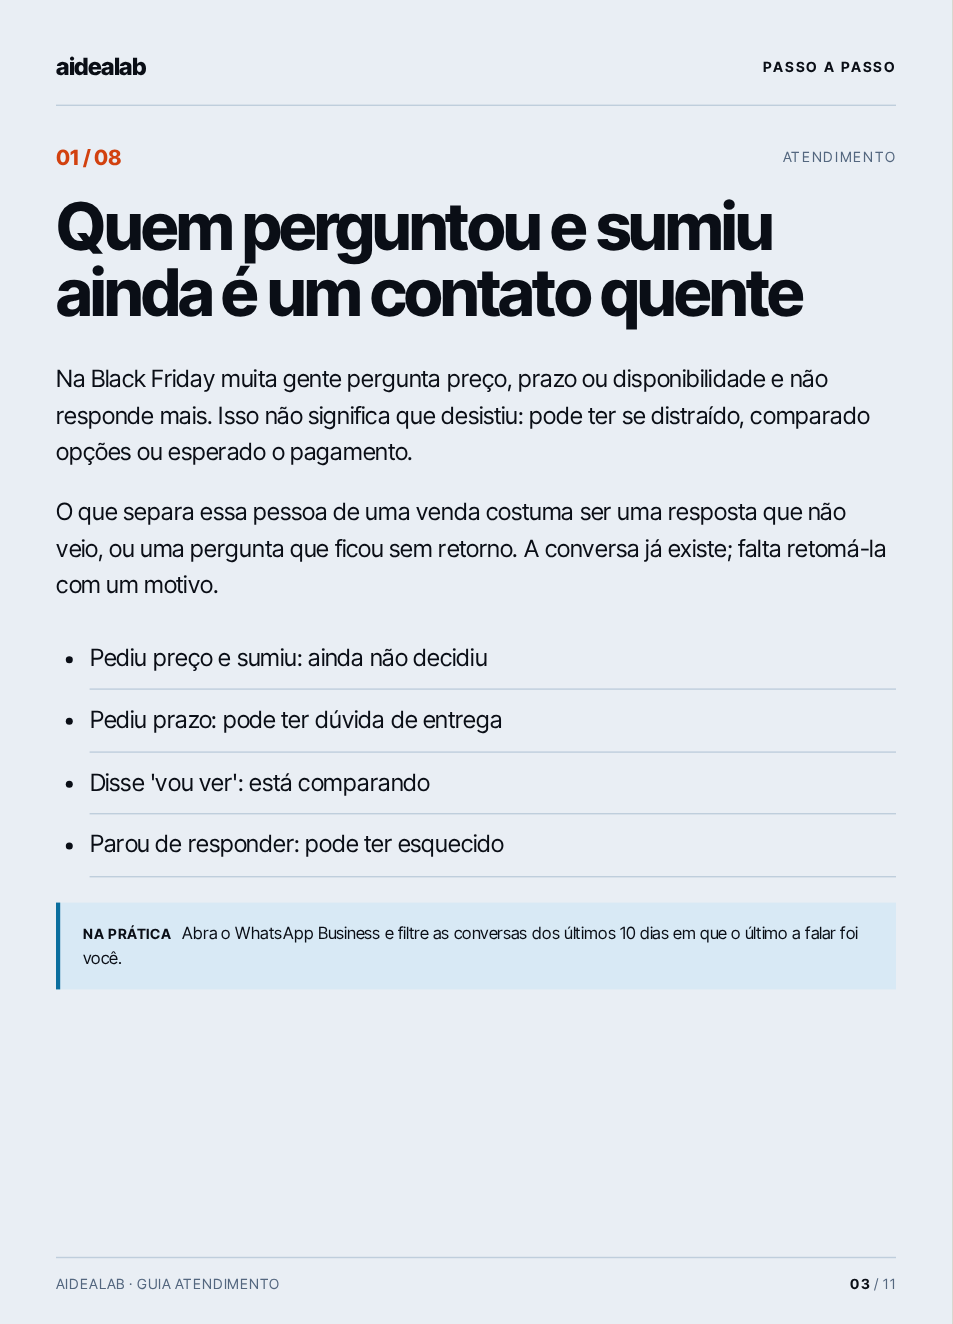 aidealab
PASSO A PASSO
01 / 08
ATENDIMENTO
Quem perguntou e sumiu
ainda é um contato quente
Na Black Friday muita gente pergunta preço, prazo ou disponibilidade e não
responde mais. Isso não significa que desistiu: pode ter se distraído, comparado
opções ou esperado o pagamento.
O que separa essa pessoa de uma venda costuma ser uma resposta que não
veio, ou uma pergunta que ficou sem retorno. A conversa já existe; falta retomá-la
com um motivo.
• Pediu preço e sumiu: ainda não decidiu
• Pediu prazo: pode ter dúvida de entrega
• Disse 'vou ver': está comparando
• Parou de responder: pode ter esquecido
NA PRÁTICA Abra o WhatsApp Business e filtre as conversas dos últimos 10 dias em que o último a falar foi
você.
AIDEALAB · GUIA ATENDIMENTO
03 / 11